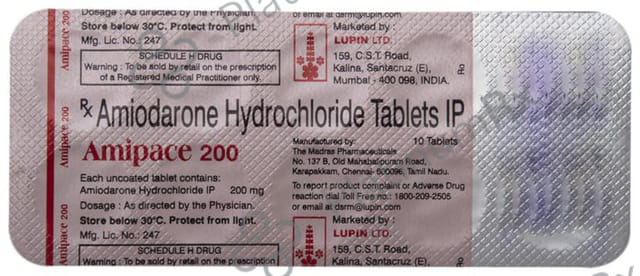 Dosage : As directed by the Physician.
Store below 30°C. Protect from light.
Mfg. Lic. No.: 247
SCHEDULE H DRUG
Warning : To be sold by retail on the prescription
of a Registered Medical Practitioner only.
or email at dsrm@lupin.com
Marketed by :
LUPIN LTD.
159, C.S.T. Road,
Kalina, Santacruz (E),
Mumbai - 400 098, INDIA.
Rx Amiodarone Hydrochloride Tablets IP
Amipace 200
10 Tablets
Each uncoated tablet contains:
Amiodarone Hydrochloride IP 200 mg
Dosage : As directed by the Physician.
Store below 30°C. Protect from light.
Mfg. Lic. No.: 247
SCHEDULE H DRUG
Warning : To be sold by retail on the prescription
Manufactured by:
The Madras Pharmaceuticals
No. 137 B, Old Mahabalipuram Road,
Karapakkam, Chennai- 600096, Tamil Nadu.
To report product complaint or Adverse Drug
reaction dial Toll Free no.: 1800-209-2505
or email at dsrm@lupin.com
Marketed by :
LUPIN LTD.
159, C.S.T. Road,
Kalina, Santacruz (E),
Amipace 200
Amipace 200
Amipace 200